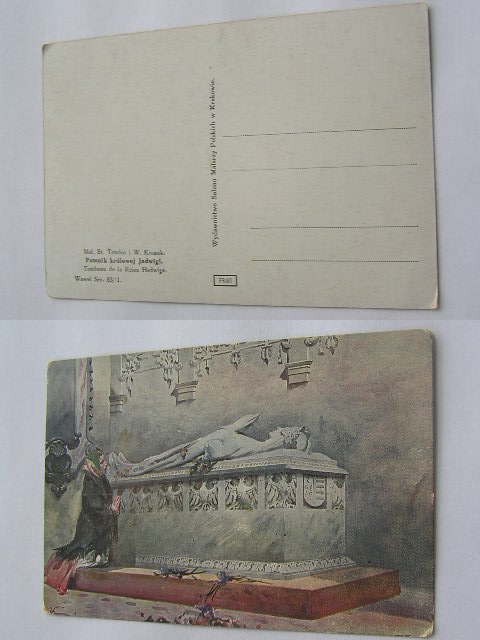 Wydawnictwo Salonu Malarzy Polskich w Krakowie.
Mal. St. Tondos i W. Kossak.
Pomnik królowej Jadwigi.
Tombeau de la Reine Hedwige.
Wawel Ser. 83/1.